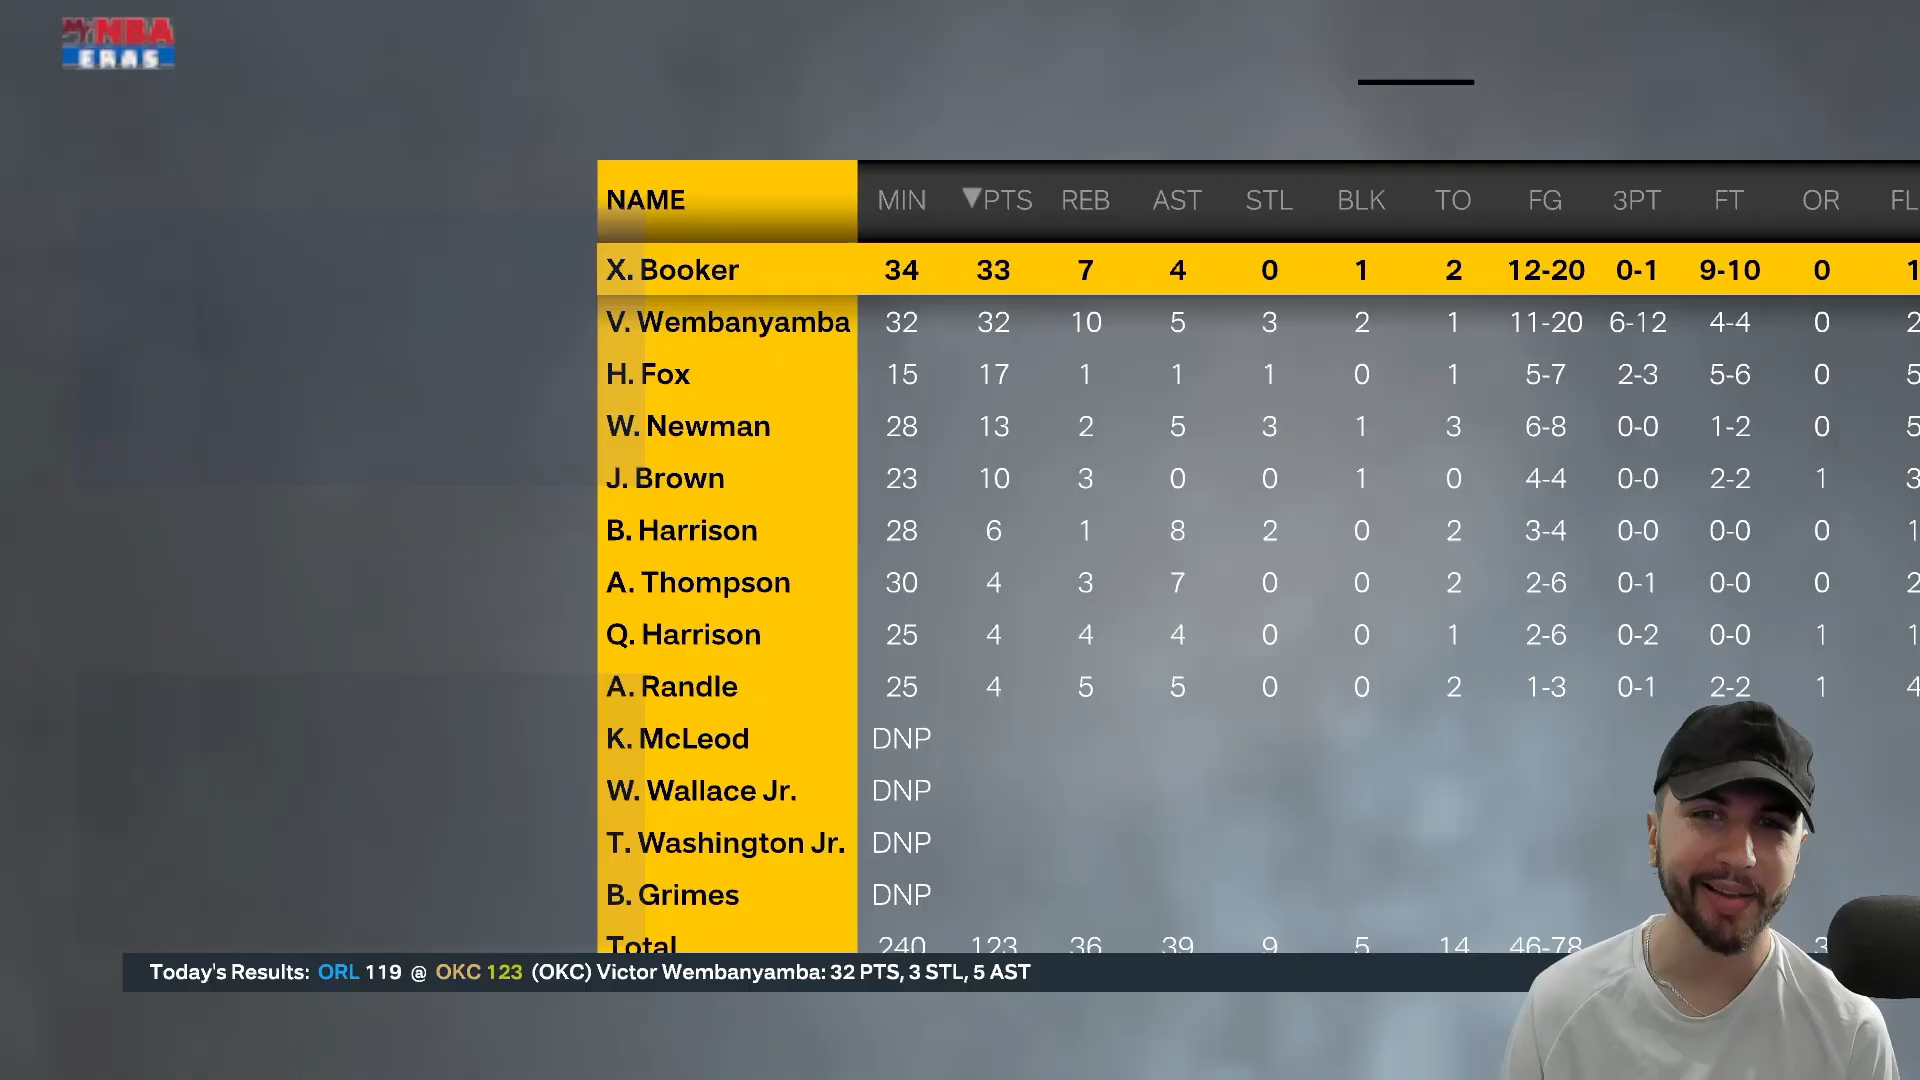 MyNBA
ERAS
NAME MIN ▼PTS REB AST STL BLK TO FG 3PT FT OR FL
X. Booker 34 33 7 4 0 1 2 12-20 0-1 9-10 0 1
V. Wembanyamba 32 32 10 5 3 2 1 11-20 6-12 4-4 0 2
H. Fox 15 17 1 1 1 0 1 5-7 2-3 5-6 0 5
W. Newman 28 13 2 5 3 1 3 6-8 0-0 1-2 0 5
J. Brown 23 10 3 0 0 1 0 4-4 0-0 2-2 1 3
B. Harrison 28 6 1 8 2 0 2 3-4 0-0 0-0 0 1
A. Thompson 30 4 3 7 0 0 2 2-6 0-1 0-0 0 2
Q. Harrison 25 4 4 4 0 0 1 2-6 0-2 0-0 1 1
A. Randle 25 4 5 5 0 0 2 1-3 0-1 2-2 1 4
K. McLeod DNP
W. Wallace Jr. DNP
T. Washington Jr. DNP
B. Grimes DNP
Total 240 123 36 39 9 5 14 46-78 3
Today's Results: ORL 119 @ OKC 123 (OKC) Victor Wembanyamba: 32 PTS, 3 STL, 5 AST